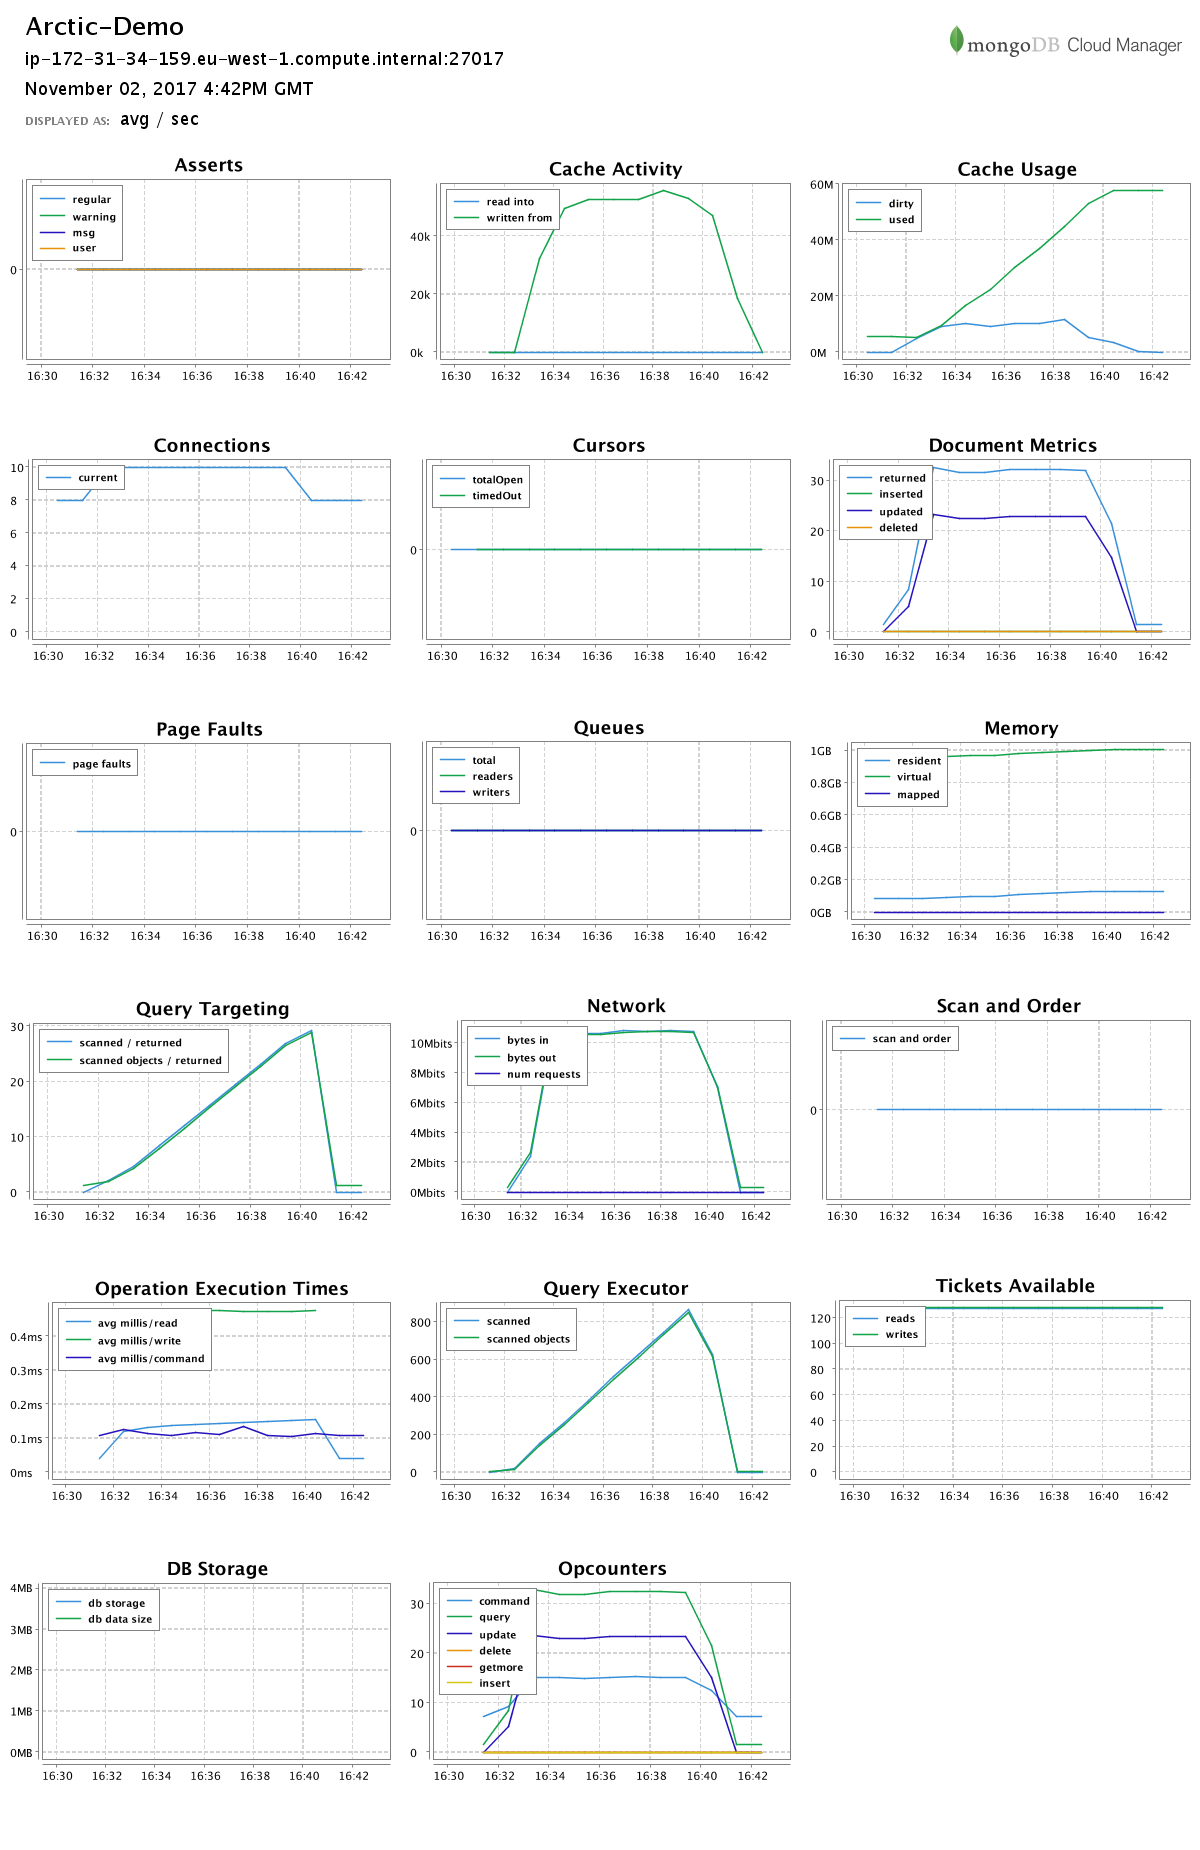 Arctic-Demo
ip-172-31-34-159.eu-west-1.compute.internal:27017
November 02, 2017 4:42PM GMT
DISPLAYED AS: avg / sec
mongoDB Cloud Manager
Asserts
regular
warning
msg
user
0
16:30 16:32 16:34 16:36 16:38 16:40 16:42
Cache Activity
read into
written from
40k
20k
0k
16:30 16:32 16:34 16:36 16:38 16:40 16:42
Cache Usage
dirty
used
60M
40M
20M
0M
16:30 16:32 16:34 16:36 16:38 16:40 16:42
Connections
current
10
8
6
4
2
0
16:30 16:32 16:34 16:36 16:38 16:40 16:42
Cursors
totalOpen
timedOut
0
16:30 16:32 16:34 16:36 16:38 16:40 16:42
Document Metrics
returned
inserted
updated
deleted
30
20
10
0
16:30 16:32 16:34 16:36 16:38 16:40 16:42
Page Faults
page faults
0
16:30 16:32 16:34 16:36 16:38 16:40 16:42
Queues
total
readers
writers
0
16:30 16:32 16:34 16:36 16:38 16:40 16:42
Memory
resident
virtual
mapped
1GB
0.8GB
0.6GB
0.4GB
0.2GB
0GB
16:30 16:32 16:34 16:36 16:38 16:40 16:42
Query Targeting
scanned / returned
scanned objects / returned
30
20
10
0
16:30 16:32 16:34 16:36 16:38 16:40 16:42
Network
bytes in
bytes out
num requests
10Mbits
8Mbits
6Mbits
4Mbits
2Mbits
0Mbits
16:30 16:32 16:34 16:36 16:38 16:40 16:42
Scan and Order
scan and order
0
16:30 16:32 16:34 16:36 16:38 16:40 16:42
Operation Execution Times
avg millis/read
avg millis/write
avg millis/command
0.4ms
0.3ms
0.2ms
0.1ms
0ms
16:30 16:32 16:34 16:36 16:38 16:40 16:42
Query Executor
scanned
scanned objects
800
600
400
200
0
16:30 16:32 16:34 16:36 16:38 16:40 16:42
Tickets Available
reads
writes
120
100
80
60
40
20
0
16:30 16:32 16:34 16:36 16:38 16:40 16:42
DB Storage
db storage
db data size
4MB
3MB
2MB
1MB
0MB
16:30 16:32 16:34 16:36 16:38 16:40 16:42
Opcounters
command
query
update
delete
getmore
insert
30
20
10
0
16:30 16:32 16:34 16:36 16:38 16:40 16:42